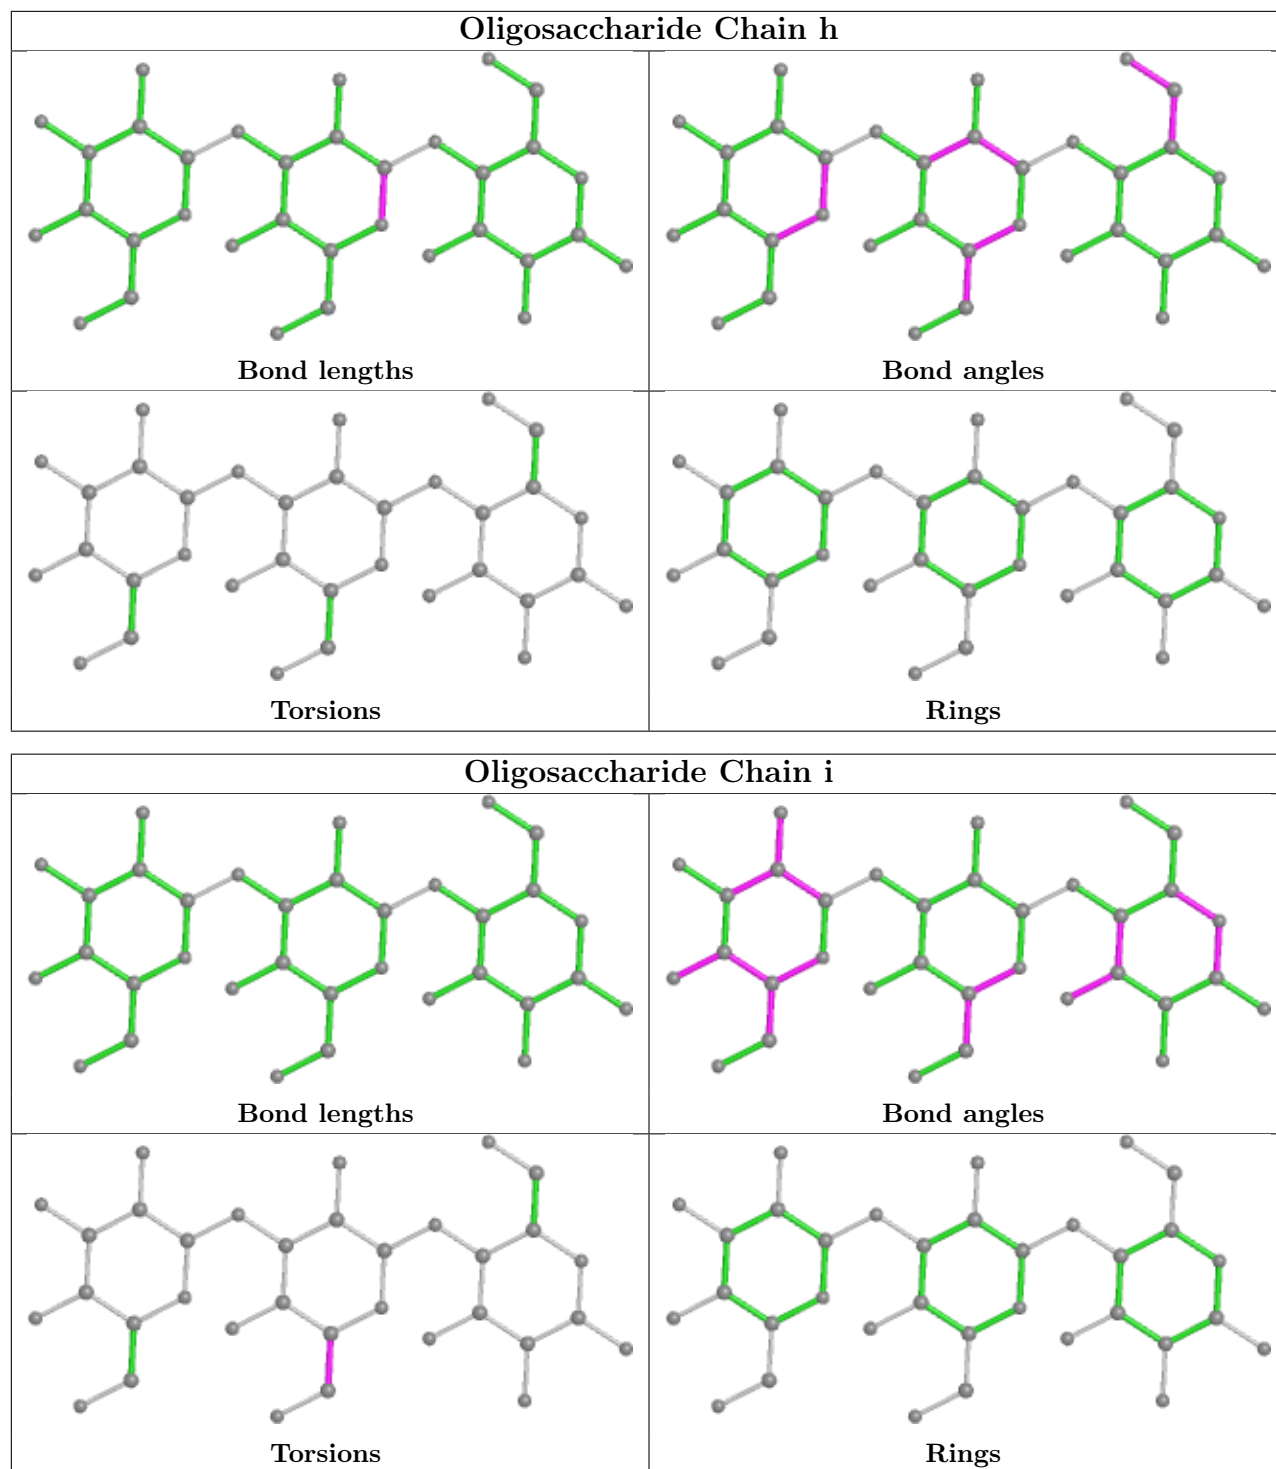 Oligosaccharide Chain h
Bond lengths
Bond angles
Torsions
Rings
Oligosaccharide Chain i
Bond lengths
Bond angles
Torsions
Rings